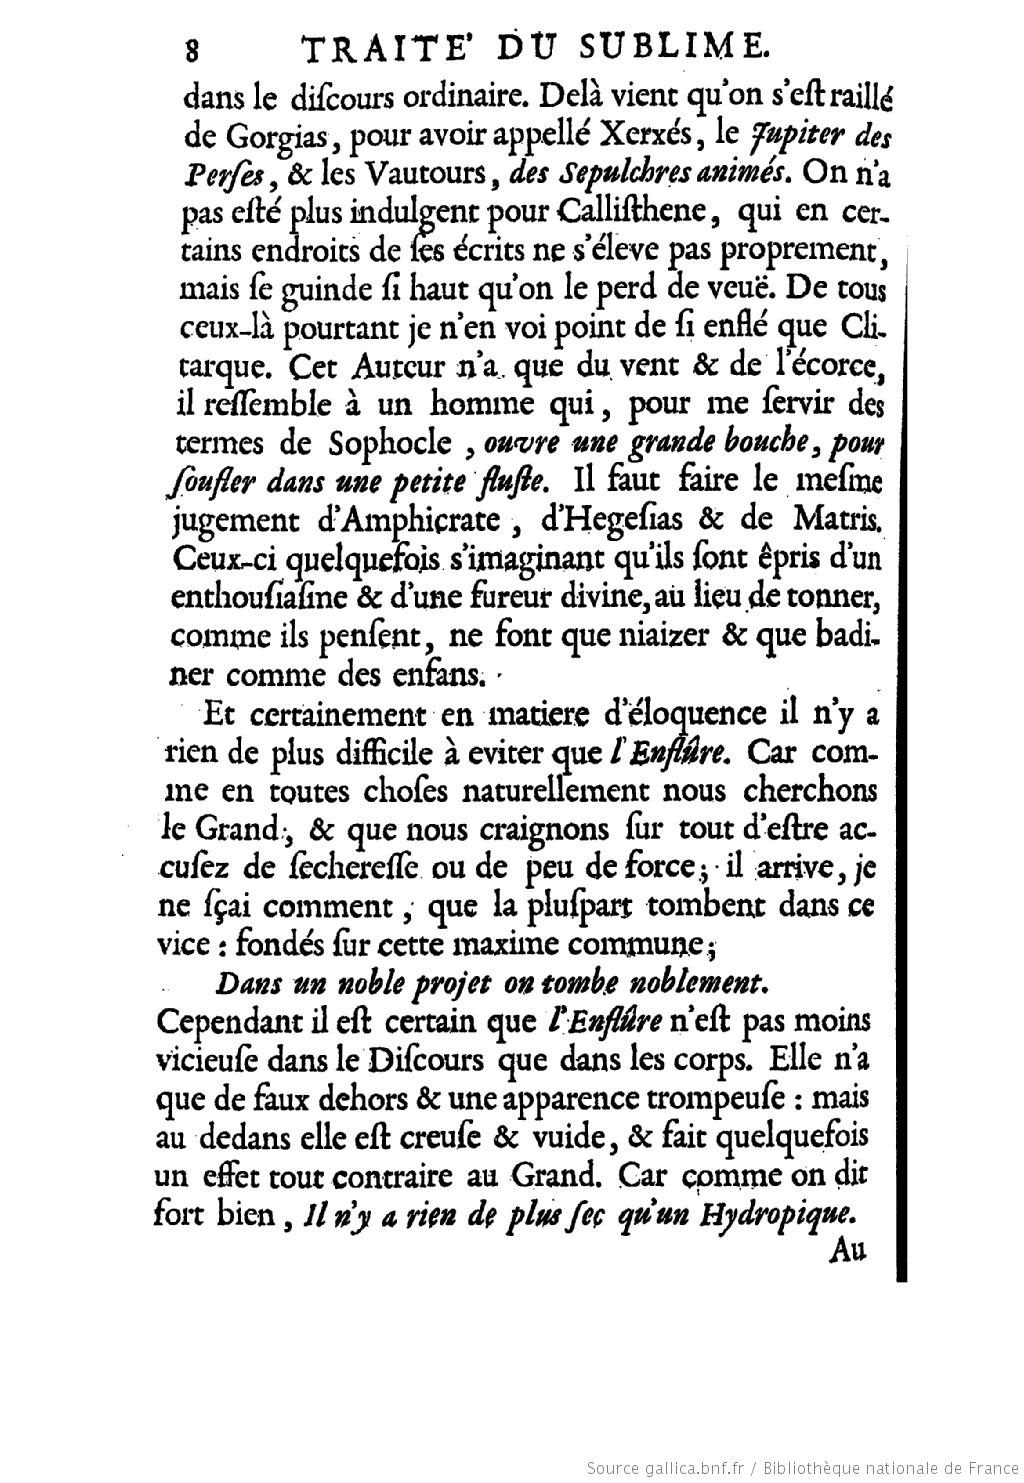 8 TRAITE' DU SUBLIME.
dans le diſcours ordinaire. Delà vient qu'on s'eſt raillé
de Gorgias, pour avoir appellé Xerxés, le Jupiter des
Perſes, & les Vautours, des Sepulchres animés. On n'a
pas eſté plus indulgent pour Calliſthene, qui en cer-
tains endroits de ſes écrits ne s'éleve pas proprement,
mais ſe guinde ſi haut qu'on le perd de veuë. De tous
ceux-là pourtant je n'en voi point de ſi enflé que Cli-
tarque. Cet Auteur n'a que du vent & de l'écorce,
il reſſemble à un homme qui, pour me ſervir des
termes de Sophocle, ouvre une grande bouche, pour
ſoufler dans une petite fluſte. Il faut faire le meſme
jugement d'Amphicrate, d'Hegeſias & de Matris.
Ceux-ci quelquefois s'imaginant qu'ils ſont êpris d'un
enthouſiaſme & d'une fureur divine, au lieu de tonner,
comme ils penſent, ne font que niaizer & que badi-
ner comme des enfans.
Et certainement en matiere d'éloquence il n'y a
rien de plus difficile à eviter que l'Enflûre. Car com-
me en toutes choſes naturellement nous cherchons
le Grand, & que nous craignons ſur tout d'eſtre ac-
cuſez de ſechereſſe ou de peu de force; il arrive, je
ne ſçai comment, que la pluſpart tombent dans ce
vice : fondés ſur cette maxime commune;
Dans un noble projet on tombe noblement.
Cependant il eſt certain que l'Enflûre n'eſt pas moins
vicieuſe dans le Diſcours que dans les corps. Elle n'a
que de faux dehors & une apparence trompeuſe : mais
au dedans elle eſt creuſe & vuide, & fait quelquefois
un effet tout contraire au Grand. Car comme on dit
fort bien, Il n'y a rien de plus ſec qu'un Hydropique.
Au
Source gallica.bnf.fr / Bibliothèque nationale de France